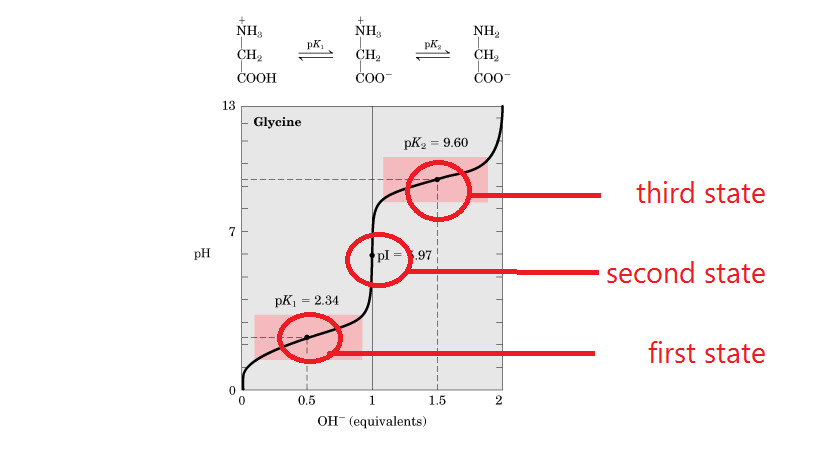 + +
NH₃ NH₃ NH₂
pK₁ pK₂
CH₂ CH₂ CH₂
COOH COO⁻ COO⁻
13
Glycine
pK₂ = 9.60
third state
7
pH
pI = 5.97
second state
pK₁ = 2.34
first state
0
0 0.5 1 1.5 2
OH⁻ (equivalents)